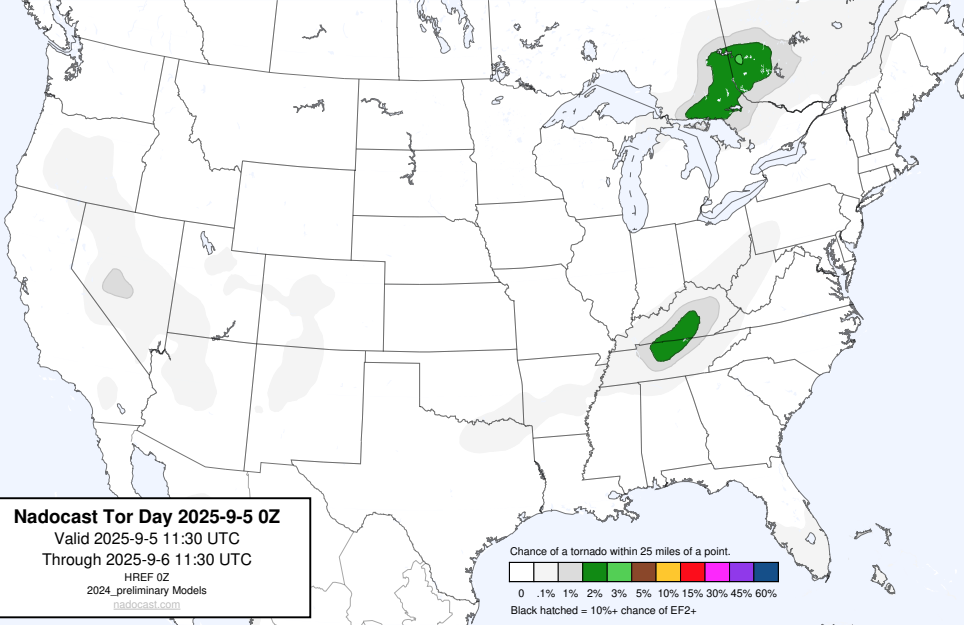 Nadocast Tor Day 2025-9-5 0Z
Valid 2025-9-5 11:30 UTC
Through 2025-9-6 11:30 UTC
HREF 0Z
2024_preliminary Models
nadocast.com
Chance of a tornado within 25 miles of a point.
0 .1% 1% 2% 3% 5% 10% 15% 30% 45% 60%
Black hatched = 10%+ chance of EF2+